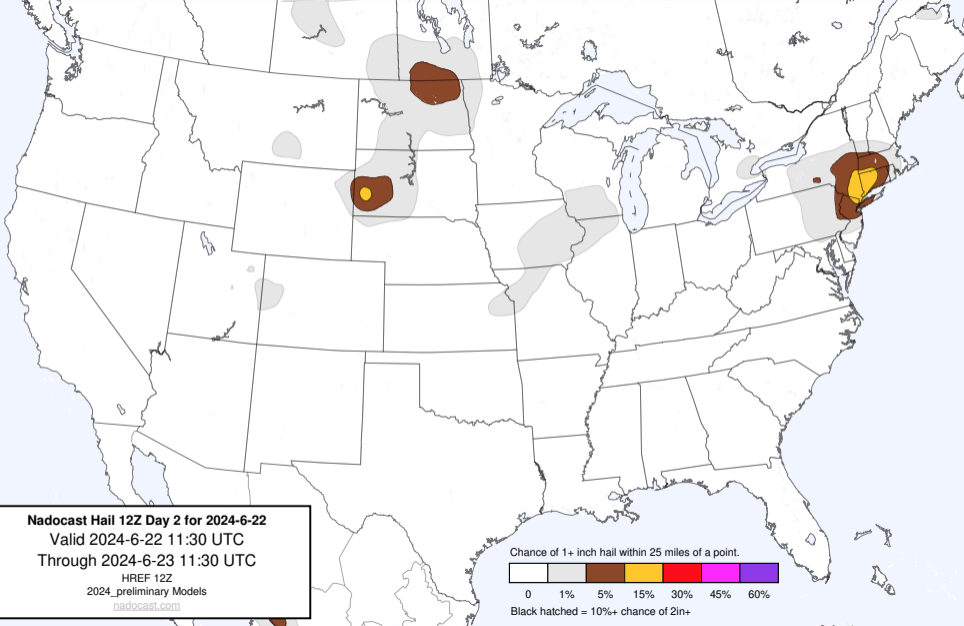 Nadocast Hail 12Z Day 2 for 2024-6-22
Valid 2024-6-22 11:30 UTC
Through 2024-6-23 11:30 UTC
HREF 12Z
2024_preliminary Models
nadocast.com
Chance of 1+ inch hail within 25 miles of a point.
0 1% 5% 15% 30% 45% 60%
Black hatched = 10%+ chance of 2in+